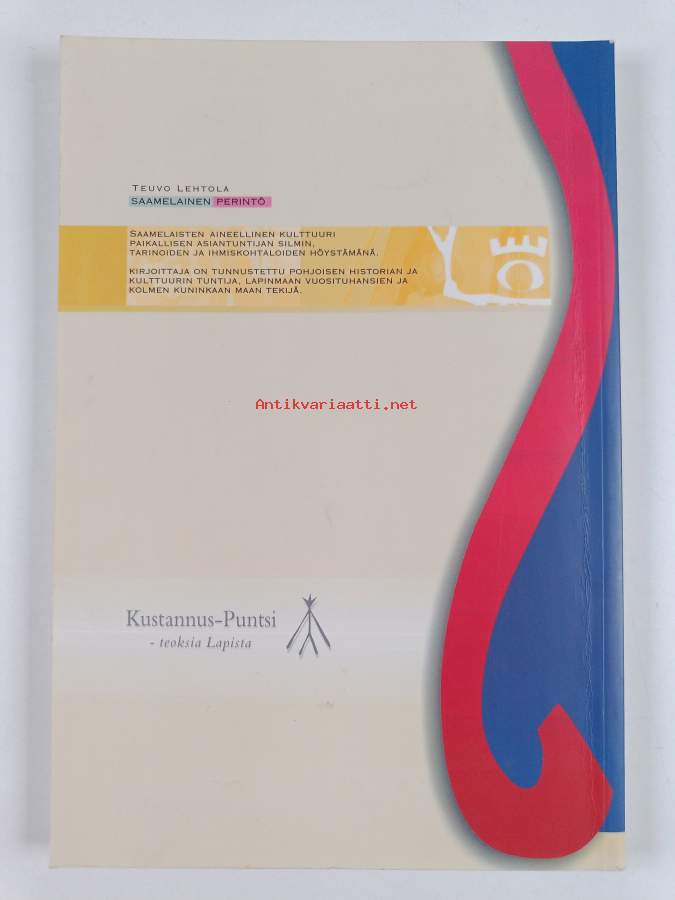 TEUVO LEHTOLA
SAAMELAINEN PERINTÖ
SAAMELAISTEN AINEELLINEN KULTTUURI
PAIKALLISEN ASIANTUNTIJAN SILMIN,
TARINOIDEN JA IHMISKOHTALOIDEN HÖYSTÄMÄNÄ.
KIRJOITTAJA ON TUNNUSTETTU POHJOISEN HISTORIAN JA
KULTTUURIN TUNTIJA, LAPINMAAN VUOSITUHANSIEN JA
KOLMEN KUNINKAAN MAAN TEKIJÄ.
Antikvariaatti.net
Kustannus-Puntsi
- teoksia Lapista